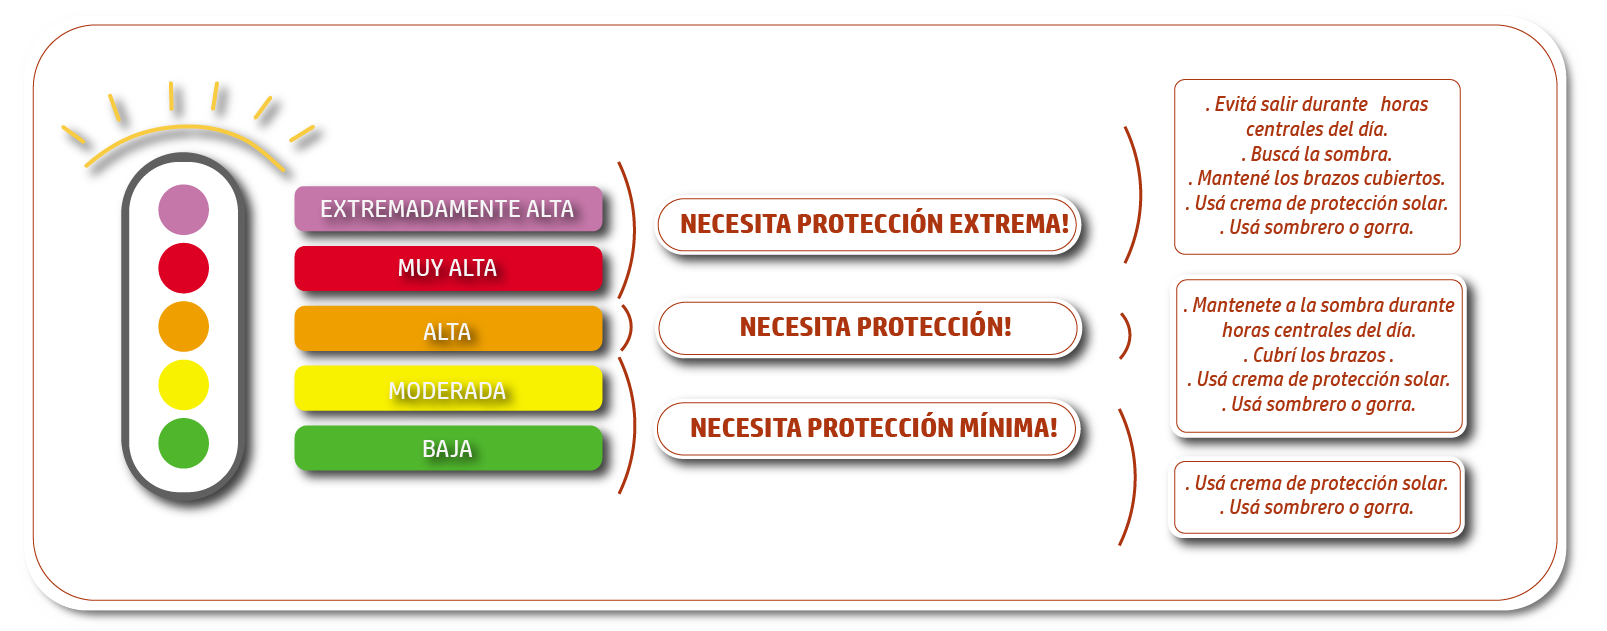 EXTREMADAMENTE ALTA
MUY ALTA
ALTA
MODERADA
BAJA
NECESITA PROTECCIÓN EXTREMA!
NECESITA PROTECCIÓN!
NECESITA PROTECCIÓN MÍNIMA!
. Evitá salir durante horas
centrales del día.
. Buscá la sombra.
. Mantené los brazos cubiertos.
. Usá crema de protección solar.
. Usá sombrero o gorra.
. Mantenete a la sombra durante
horas centrales del día.
. Cubrí los brazos .
. Usá crema de protección solar.
. Usá sombrero o gorra.
. Usá crema de protección solar.
. Usá sombrero o gorra.